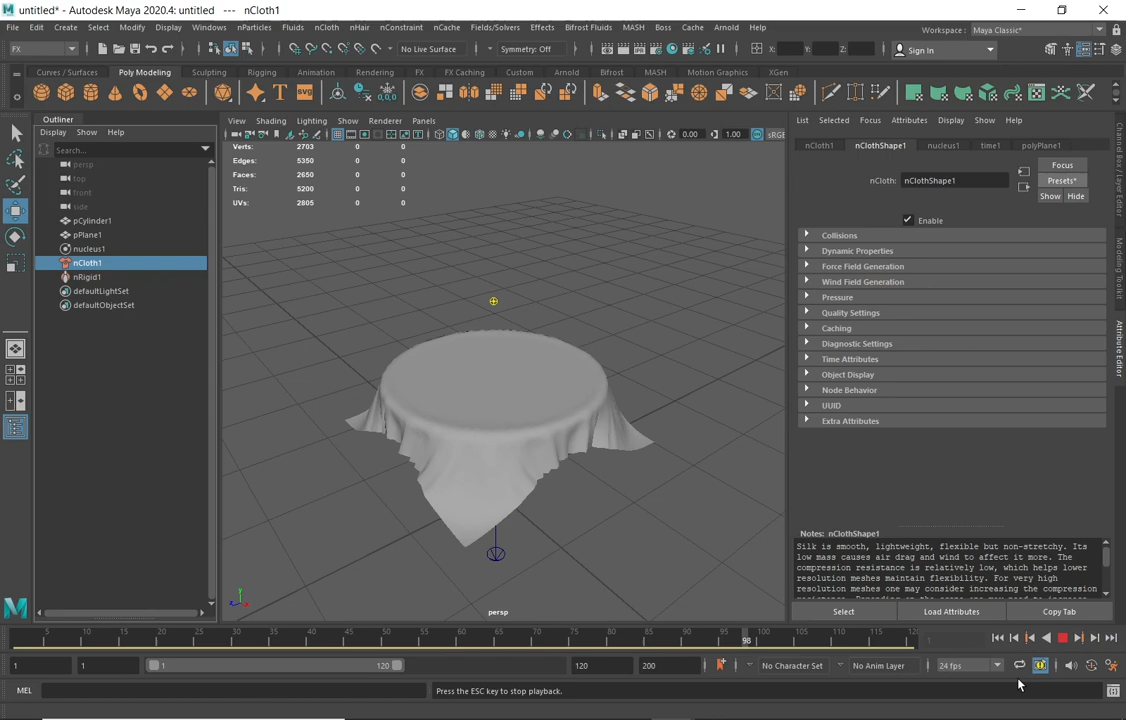 untitled* - Autodesk Maya 2020.4: untitled --- nCloth1
File Edit Create Select Modify Display Windows nParticles Fluids nCloth nHair nConstraint nCache Fields/Solvers Effects Bifrost Fluids MASH Boss Cache Arnold Help Workspace : Maya Classic*
FX No Live Surface Symmetry: Off X: Y: Z: Sign In
Curves / Surfaces Poly Modeling Sculpting Rigging Animation Rendering FX FX Caching Custom Arnold Bifrost MASH Motion Graphics XGen
Outliner
Display Show Help
Search...
persp
top
front
side
pCylinder1
pPlane1
nucleus1
nCloth1
nRigid1
defaultLightSet
defaultObjectSet
View Shading Lighting Show Renderer Panels
0.00 1.00 sRGB
Verts: 2703 0 0
Edges: 5350 0 0
Faces: 2650 0 0
Tris: 5200 0 0
UVs: 2805 0 0
persp
List Selected Focus Attributes Display Show Help
nCloth1 nClothShape1 nucleus1 time1 polyPlane1
nCloth: nClothShape1
Focus
Presets*
Show Hide
Enable
Collisions
Dynamic Properties
Force Field Generation
Wind Field Generation
Pressure
Quality Settings
Caching
Diagnostic Settings
Time Attributes
Object Display
Node Behavior
UUID
Extra Attributes
Notes: nClothShape1
Silk is smooth, lightweight, flexible but non-stretchy. Its
low mass causes air drag and wind to affect it more. The
compression resistance is relatively low, which helps lower
resolution meshes maintain flexibility. For very high
resolution meshes one may consider increasing the compression
Select Load Attributes Copy Tab
Channel Box / Layer Editor
Modeling Toolkit
Attribute Editor
5 10 15 20 25 30 35 40 45 50 55 60 65 70 75 80 85 90 98 100 105 110 115 120
1 1 1 120 120 200 No Character Set No Anim Layer 24 fps
MEL Press the ESC key to stop playback.